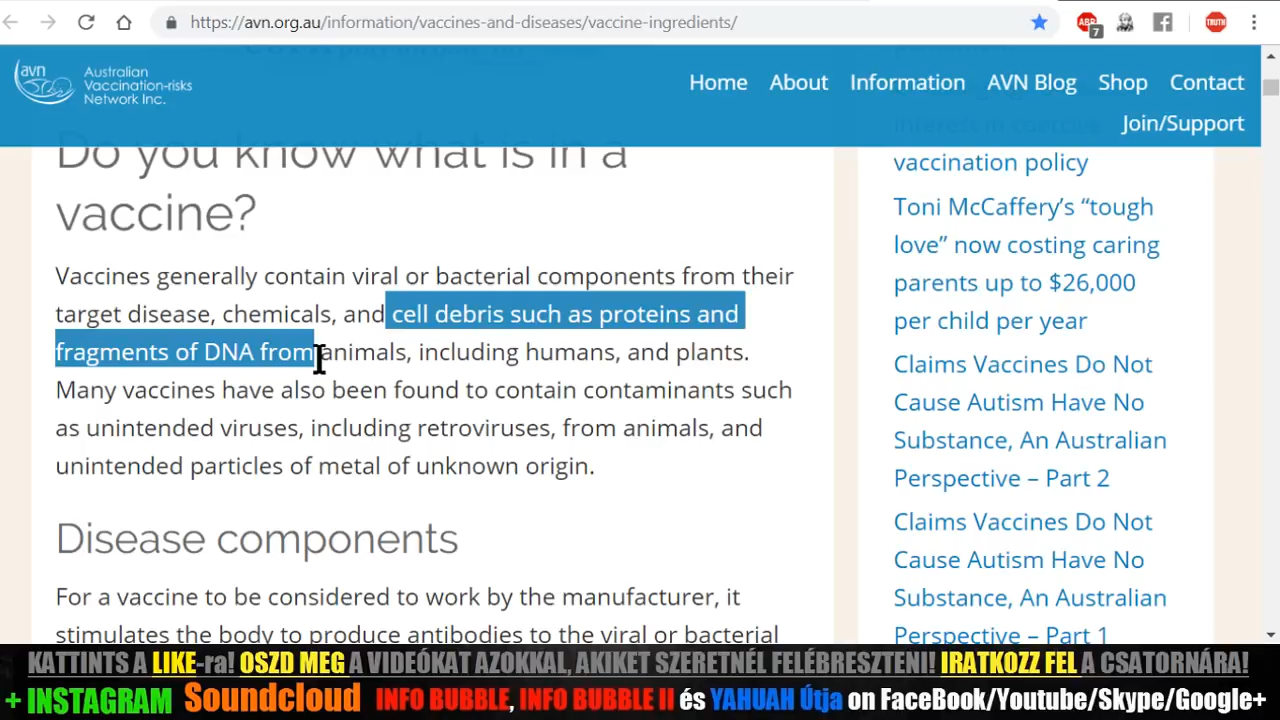 https://avn.org.au/information/vaccines-and-diseases/vaccine-ingredients/
ABP
7
TRUTH
avn
Australian
Vaccination-risks
Network Inc.
Home About Information AVN Blog Shop Contact
Join/Support
Do you know what is in a
vaccine?
Vaccines generally contain viral or bacterial components from their
target disease, chemicals, and cell debris such as proteins and
fragments of DNA from animals, including humans, and plants.
Many vaccines have also been found to contain contaminants such
as unintended viruses, including retroviruses, from animals, and
unintended particles of metal of unknown origin.
Disease components
For a vaccine to be considered to work by the manufacturer, it
stimulates the body to produce antibodies to the viral or bacterial
vaccination policy
Toni McCaffery’s “tough
love” now costing caring
parents up to $26,000
per child per year
Claims Vaccines Do Not
Cause Autism Have No
Substance, An Australian
Perspective – Part 2
Claims Vaccines Do Not
Cause Autism Have No
Substance, An Australian
Perspective – Part 1
KATTINTS A LIKE-ra! OSZD MEG A VIDEÓKAT AZOKKAL, AKIKET SZERETNÉL FELÉBRESZTENI! IRATKOZZ FEL A CSATORNÁRA!
+ INSTAGRAM Soundcloud INFO BUBBLE, INFO BUBBLE II és YAHUAH Útja on FaceBook/Youtube/Skype/Google+